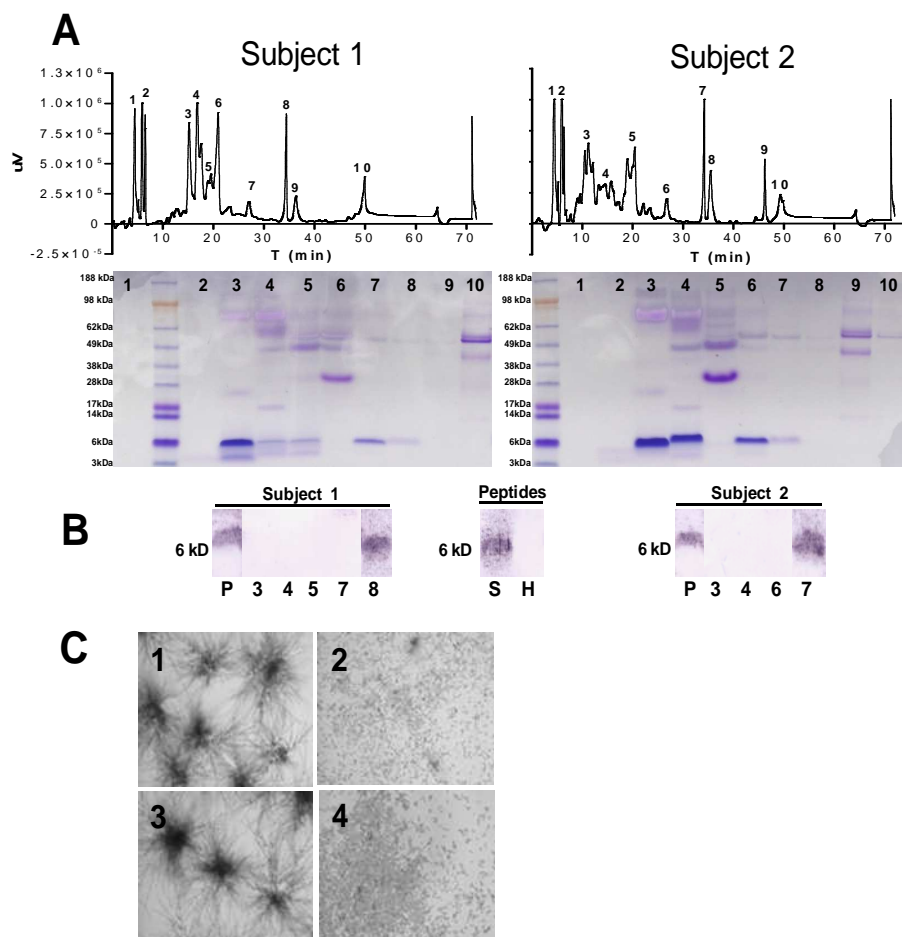 A
Subject 1
Subject 2
1.3×10⁶
1.0×10⁶
7.5×10⁵
5.0×10⁵
2.5×10⁵
0
-2.5×10⁻⁵
uV
1 2 3 4 5 6 7 8 9 10
0 10 20 30 40 50 60 70
T (min)
1 2 3 4 5 6 7 8 9 10
0 10 20 30 40 50 60 70
T (min)
188 kDa
98 kDa
62kDa
49kDa
38kDa
28kDa
17kDa
14kDa
6kDa
3kDa
1 2 3 4 5 6 7 8 9 10
188 kDa
98 kDa
62kDa
49kDa
38kDa
28kDa
17kDa
14kDa
6kDa
3kDa
1 2 3 4 5 6 7 8 9 10
B
Subject 1
6 kD
P 3 4 5 7 8
Peptides
6 kD
S H
Subject 2
6 kD
P 3 4 6 7
C
1 2
3 4